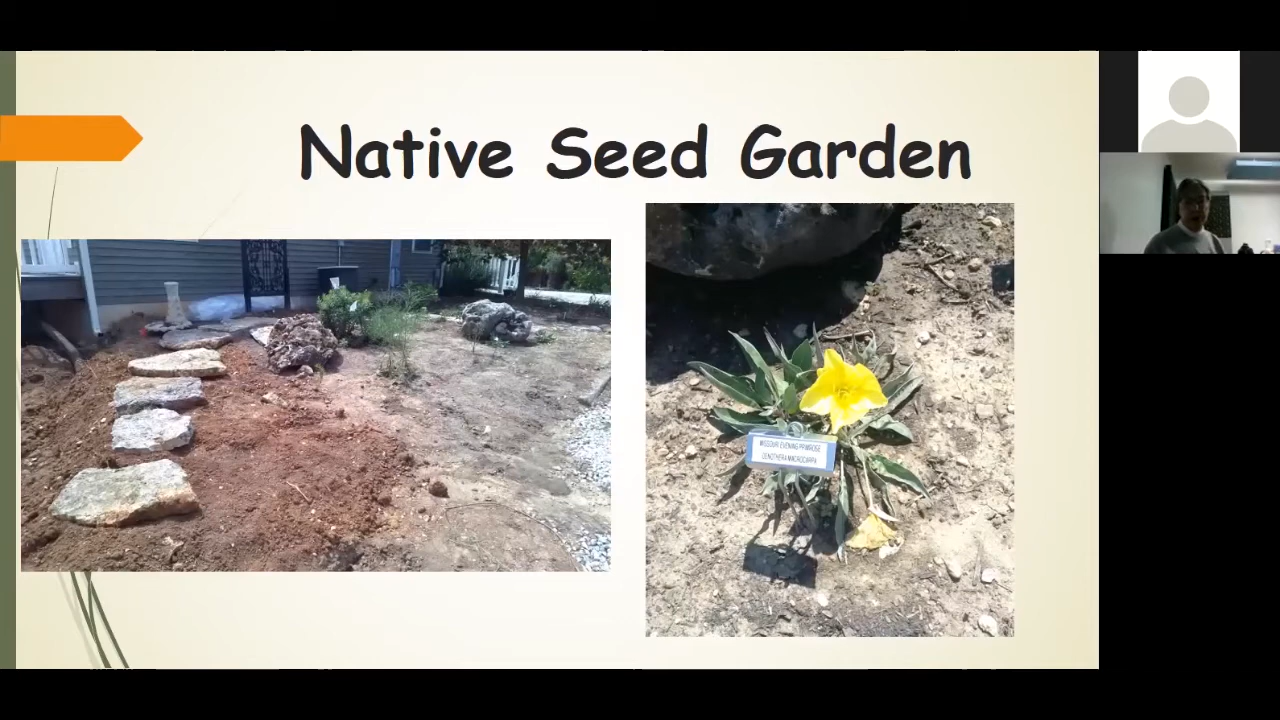 Native Seed Garden
MISSOURI EVENING PRIMROSE
OENOTHERA MACROCARPA